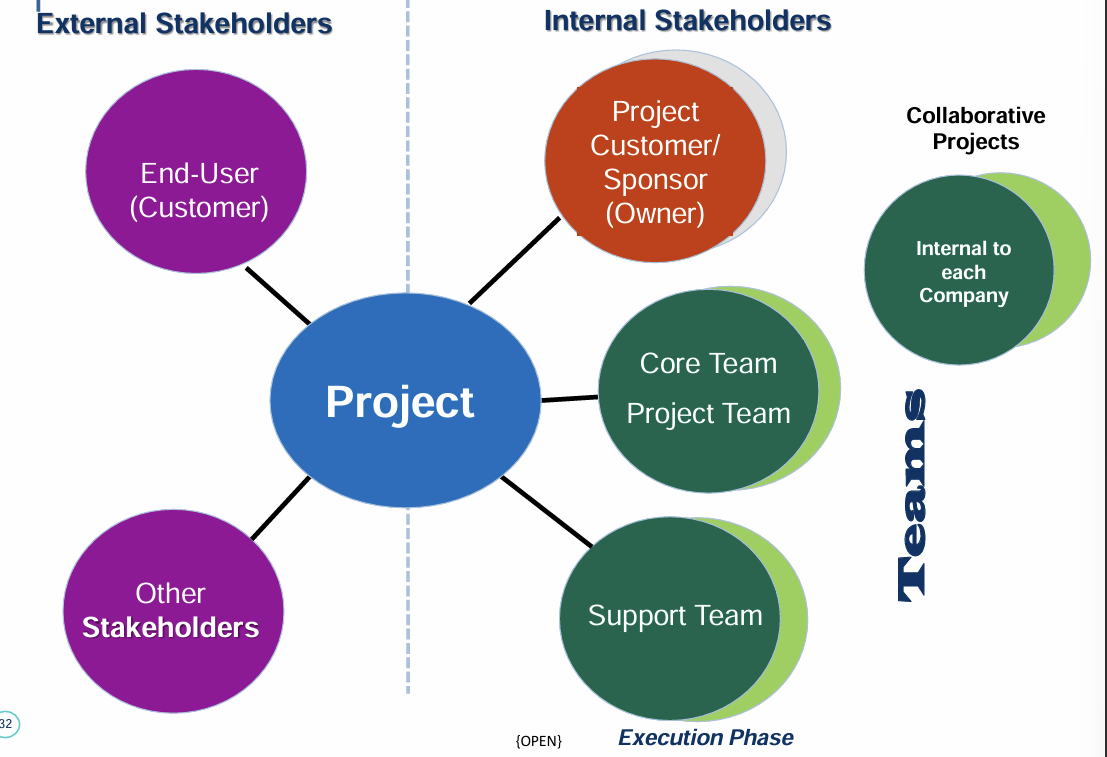 External Stakeholders
Internal Stakeholders
End-User
(Customer)
Project
Customer/
Sponsor
(Owner)
Collaborative
Projects
Internal to
each
Company
Project
Core Team
Project Team
Teams
Other
Stakeholders
Support Team
32
{OPEN}
Execution Phase